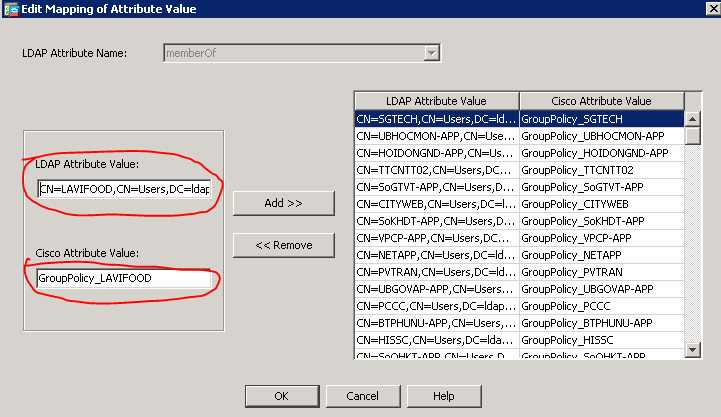 Edit Mapping of Attribute Value
LDAP Attribute Name:
memberOf
LDAP Attribute Value:
CN=LAVIFOOD,CN=Users,DC=ldap
Add >>
<< Remove
Cisco Attribute Value:
GroupPolicy_LAVIFOOD
LDAP Attribute Value Cisco Attribute Value
CN=SGTECH,CN=Users,DC=ld... GroupPolicy_SGTECH
CN=UBHOCMON-APP,CN=Use... GroupPolicy_UBHOCMON-APP
CN=HOIDONGND-APP,CN=Us... GroupPolicy_HOIDONGND-APP
CN=TTCNTT02,CN=Users,DC... GroupPolicy_TTCNTT02
CN=SoGTVT-APP,CN=Users,... GroupPolicy_SoGTVT-APP
CN=CITYWEB,CN=Users,DC=... GroupPolicy_CITYWEB
CN=SoKHDT-APP,CN=Users,... GroupPolicy_SoKHDT-APP
CN=VPCP-APP,CN=Users,DC... GroupPolicy_VPCP-APP
CN=NETAPP,CN=Users,DC=l... GroupPolicy_NETAPP
CN=PVTRAN,CN=Users,DC=l... GroupPolicy_PVTRAN
CN=UBGOVAP-APP,CN=User... GroupPolicy_UBGOVAP-APP
CN=PCCC,CN=Users,DC=ldap... GroupPolicy_PCCC
CN=BTPHUNU-APP,CN=Users... GroupPolicy_BTPHUNU-APP
CN=HISSC,CN=Users,DC=lda... GroupPolicy_HISSC
CN=SoQHKT-APP,CN=Users,D... GroupPolicy_SoQHKT-APP
OK Cancel Help